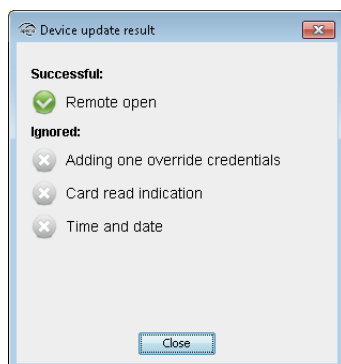 Device update result
Successful:
Remote open
Ignored:
Adding one override credentials
Card read indication
Time and date
Close